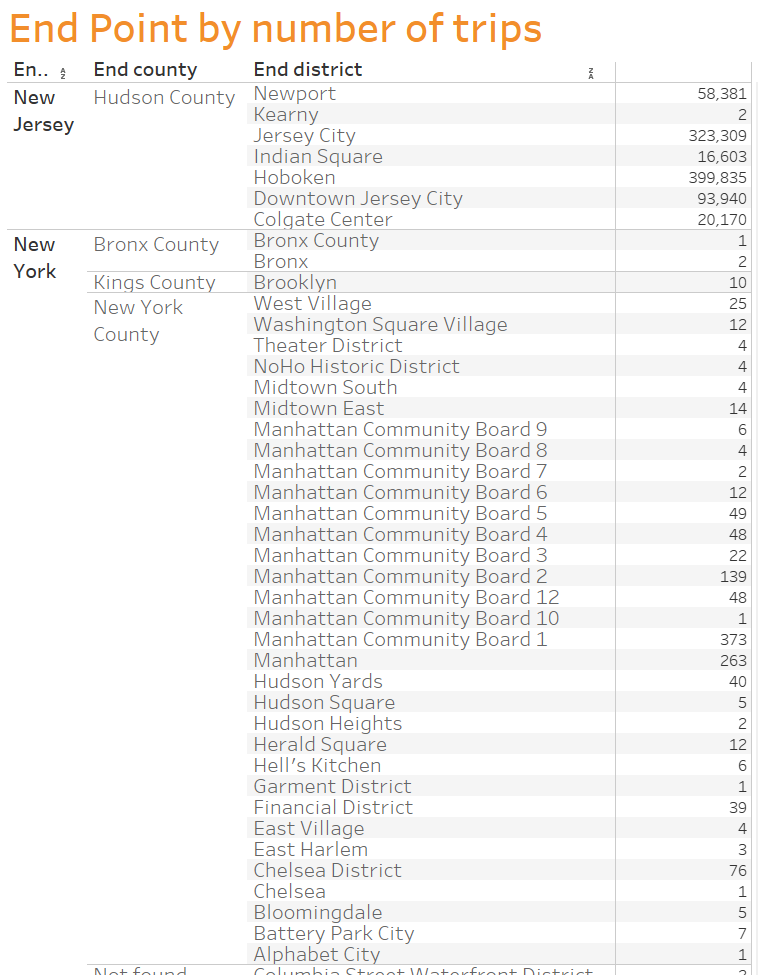 End Point by number of trips
En.. End county End district
New Jersey Hudson County Newport 58,381
Kearny 2
Jersey City 323,309
Indian Square 16,603
Hoboken 399,835
Downtown Jersey City 93,940
Colgate Center 20,170
New York Bronx County Bronx County 1
Bronx 2
Kings County Brooklyn 10
New York County West Village 25
Washington Square Village 12
Theater District 4
NoHo Historic District 4
Midtown South 4
Midtown East 14
Manhattan Community Board 9 6
Manhattan Community Board 8 4
Manhattan Community Board 7 2
Manhattan Community Board 6 12
Manhattan Community Board 5 49
Manhattan Community Board 4 48
Manhattan Community Board 3 22
Manhattan Community Board 2 139
Manhattan Community Board 12 48
Manhattan Community Board 10 1
Manhattan Community Board 1 373
Manhattan 263
Hudson Yards 40
Hudson Square 5
Hudson Heights 2
Herald Square 12
Hell's Kitchen 6
Garment District 1
Financial District 39
East Village 4
East Harlem 3
Chelsea District 76
Chelsea 1
Bloomingdale 5
Battery Park City 7
Alphabet City 1
Not found Columbia Street Waterfront District